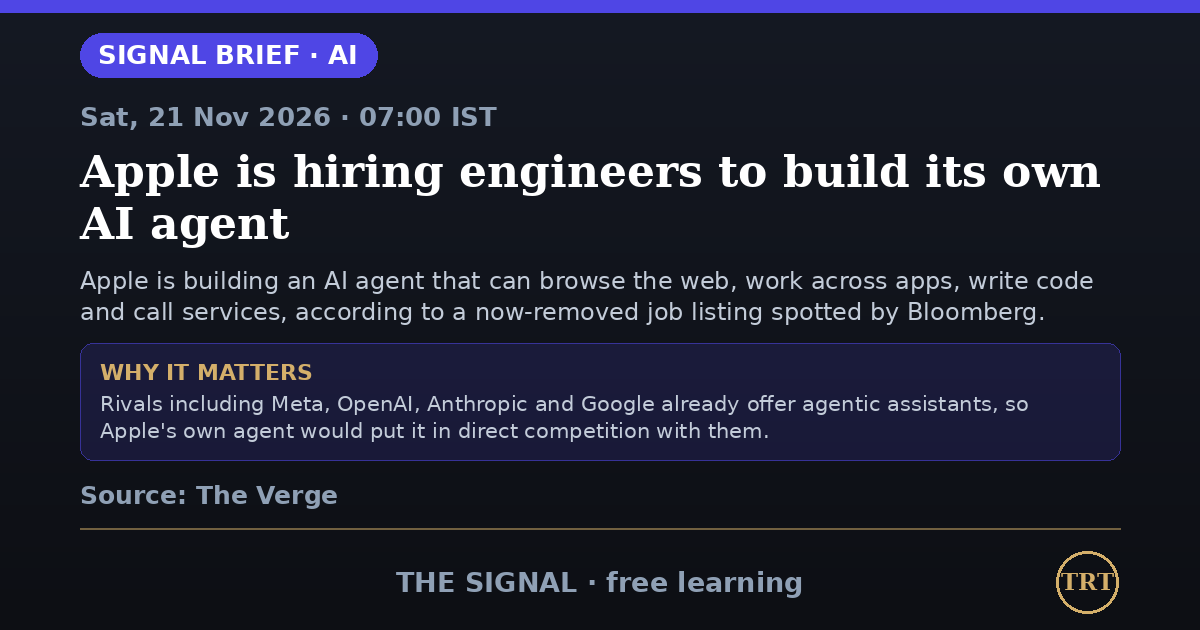 SIGNAL BRIEF · AI
Sat, 21 Nov 2026 · 07:00 IST
Apple is hiring engineers to build its own
AI agent
Apple is building an AI agent that can browse the web, work across apps, write code
and call services, according to a now-removed job listing spotted by Bloomberg.
WHY IT MATTERS
Rivals including Meta, OpenAI, Anthropic and Google already offer agentic assistants, so
Apple's own agent would put it in direct competition with them.
Source: The Verge
THE SIGNAL · free learning
TRT